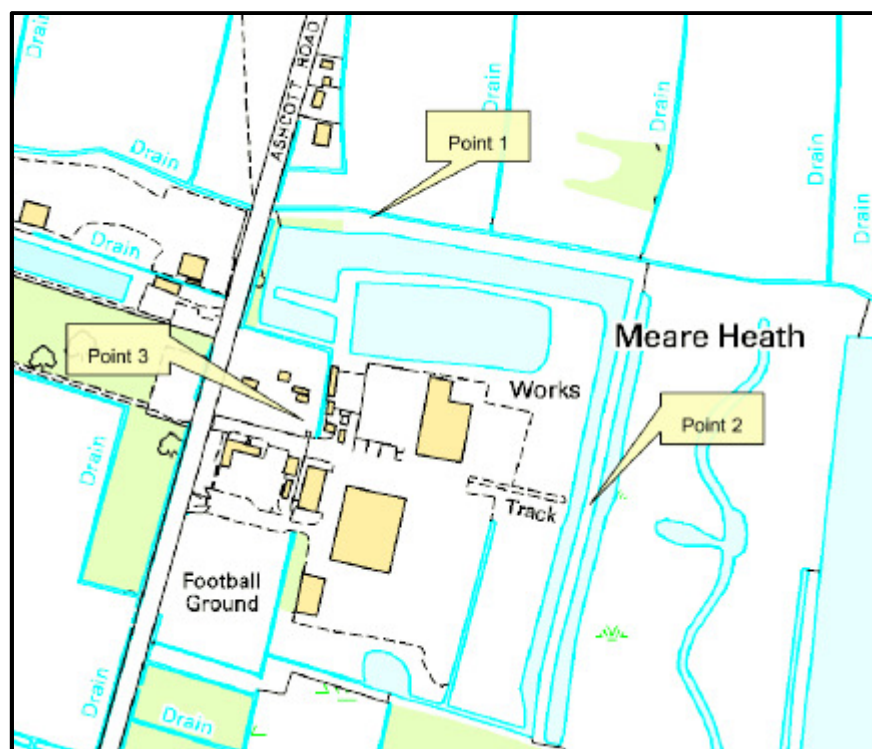 Drain
ASHCOTT ROAD
Drain
Drain
Point 1
Drain
Drain
Drain
Drain
Meare Heath
Point 3
Works
Point 2
Drain
Track
Football
Ground
Drain
Drain